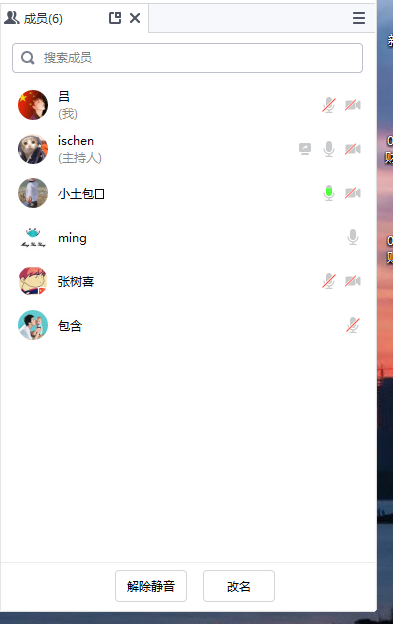 成员(6)
搜索成员
吕
(我)
ischen
(主持人)
小土包口
ming
张树喜
包含
解除静音
改名